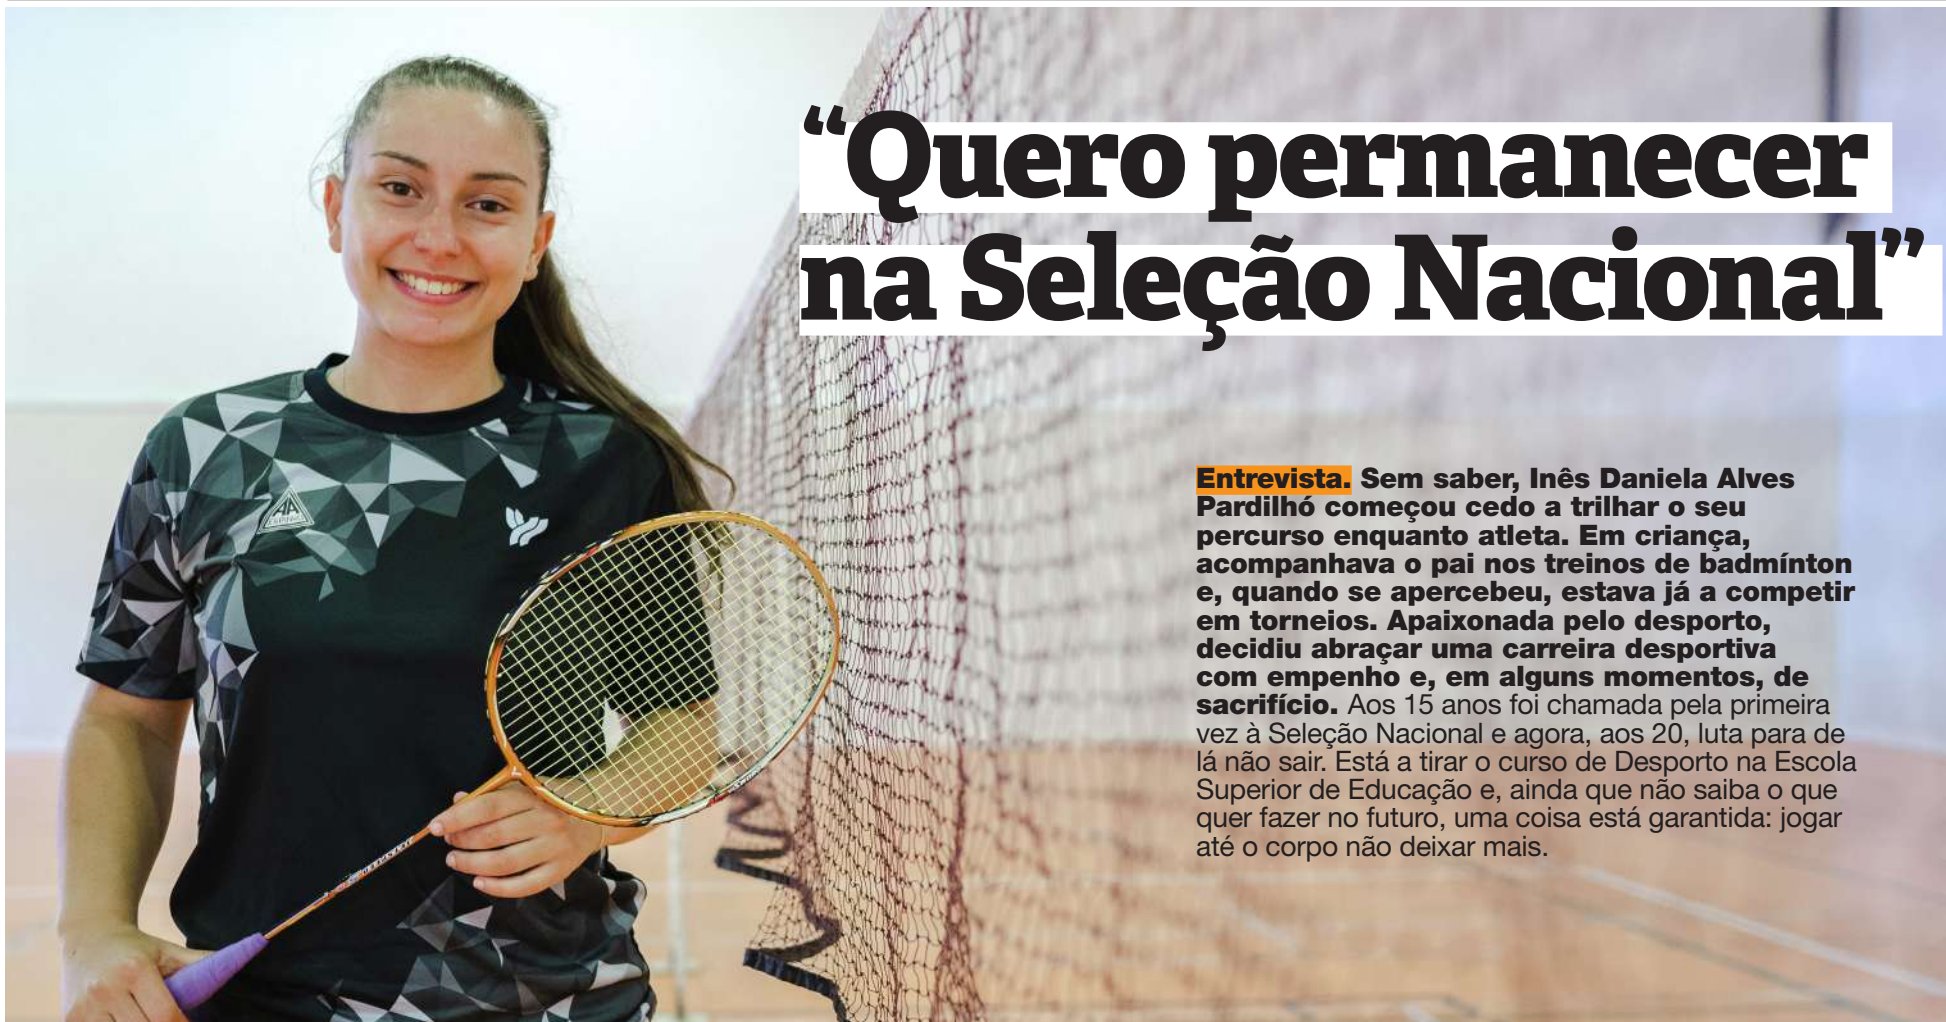 “Quero permanecer
na Seleção Nacional”
Entrevista. Sem saber, Inês Daniela Alves
Pardilhó começou cedo a trilhar o seu
percurso enquanto atleta. Em criança,
acompanhava o pai nos treinos de badmínton
e, quando se apercebeu, estava já a competir
em torneios. Apaixonada pelo desporto,
decidiu abraçar uma carreira desportiva
com empenho e, em alguns momentos, de
sacrifício. Aos 15 anos foi chamada pela primeira
vez à Seleção Nacional e agora, aos 20, luta para de
lá não sair. Está a tirar o curso de Desporto na Escola
Superior de Educação e, ainda que não saiba o que
quer fazer no futuro, uma coisa está garantida: jogar
até o corpo não deixar mais.
AA